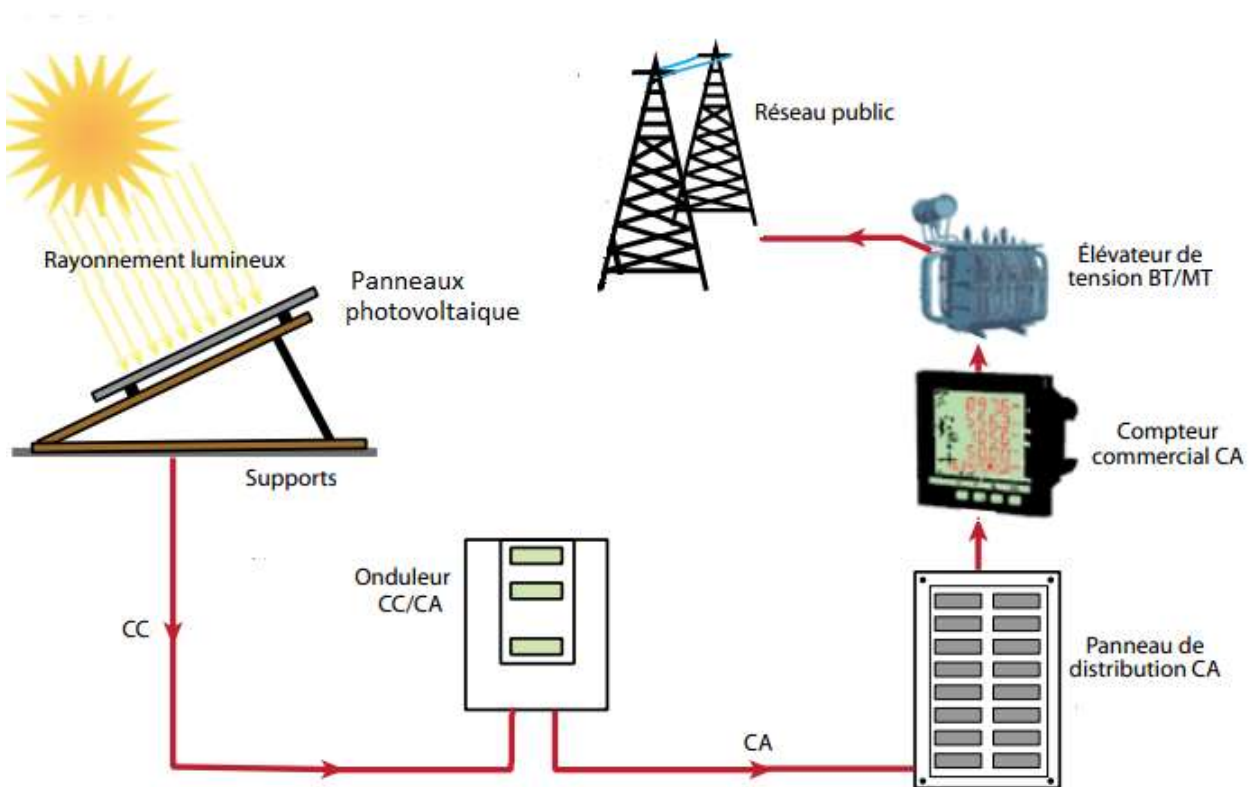 Réseau public
Rayonnement lumineux
Panneaux
photovoltaique
Élévateur de
tension BT/MT
Compteur
commercial CA
Supports
Onduleur
CC/CA
CC
Panneau de
distribution CA
CA